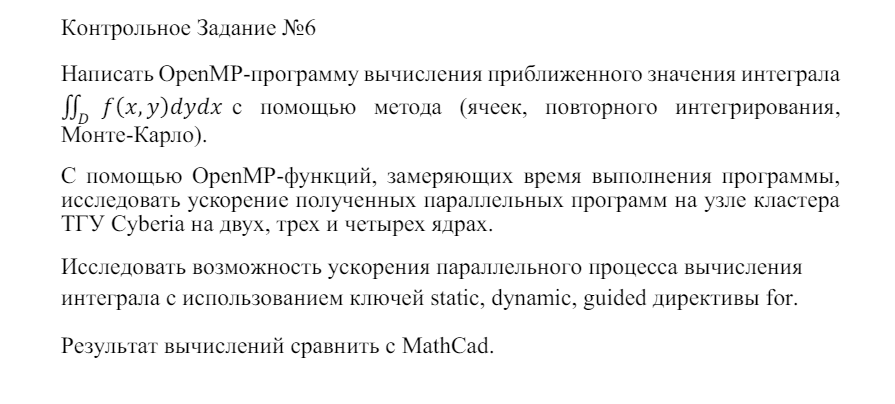 Контрольное Задание №6
Написать OpenMP-программу вычисления приближенного значения интеграла
∬_D f(x,y)dydx с помощью метода (ячеек, повторного интегрирования,
Монте-Карло).
С помощью OpenMP-функций, замеряющих время выполнения программы,
исследовать ускорение полученных параллельных программ на узле кластера
ТГУ Cyberia на двух, трех и четырех ядрах.
Исследовать возможность ускорения параллельного процесса вычисления
интеграла с использованием ключей static, dynamic, guided директивы for.
Результат вычислений сравнить с MathCad.